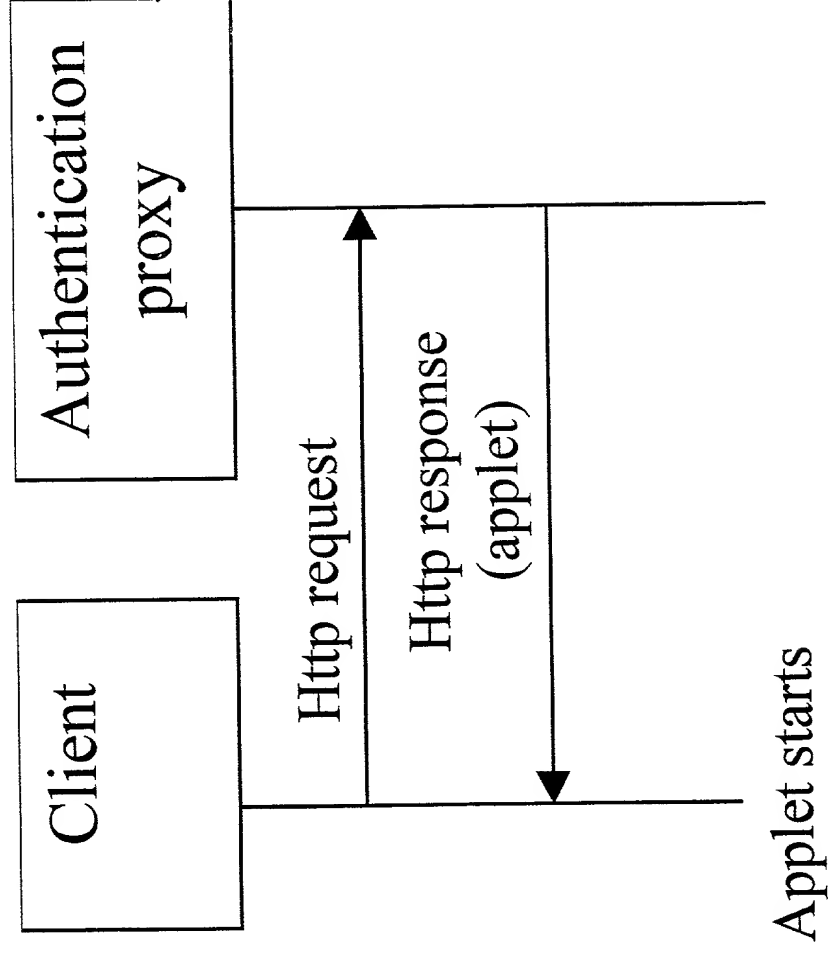 Client
Authentication
proxy
Http request
Http response
(applet)
Applet starts